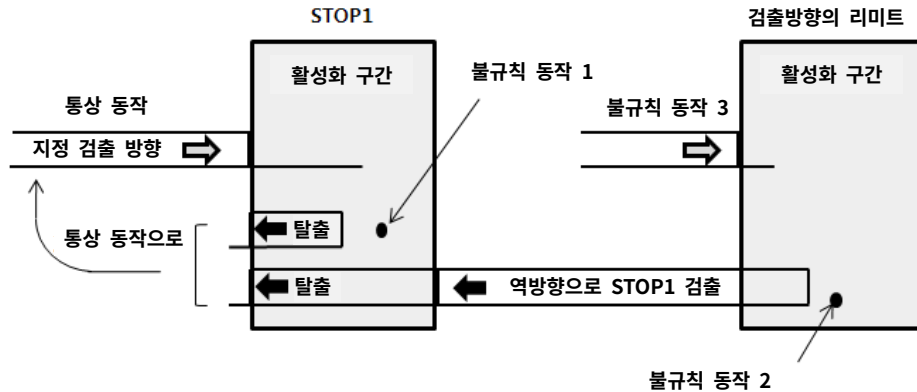 STOP1
검출방향의 리미트
활성화 구간
불규칙 동작 1
활성화 구간
통상 동작
불규칙 동작 3
지정 검출 방향
통상 동작으로
탈출
탈출
역방향으로 STOP1 검출
불규칙 동작 2